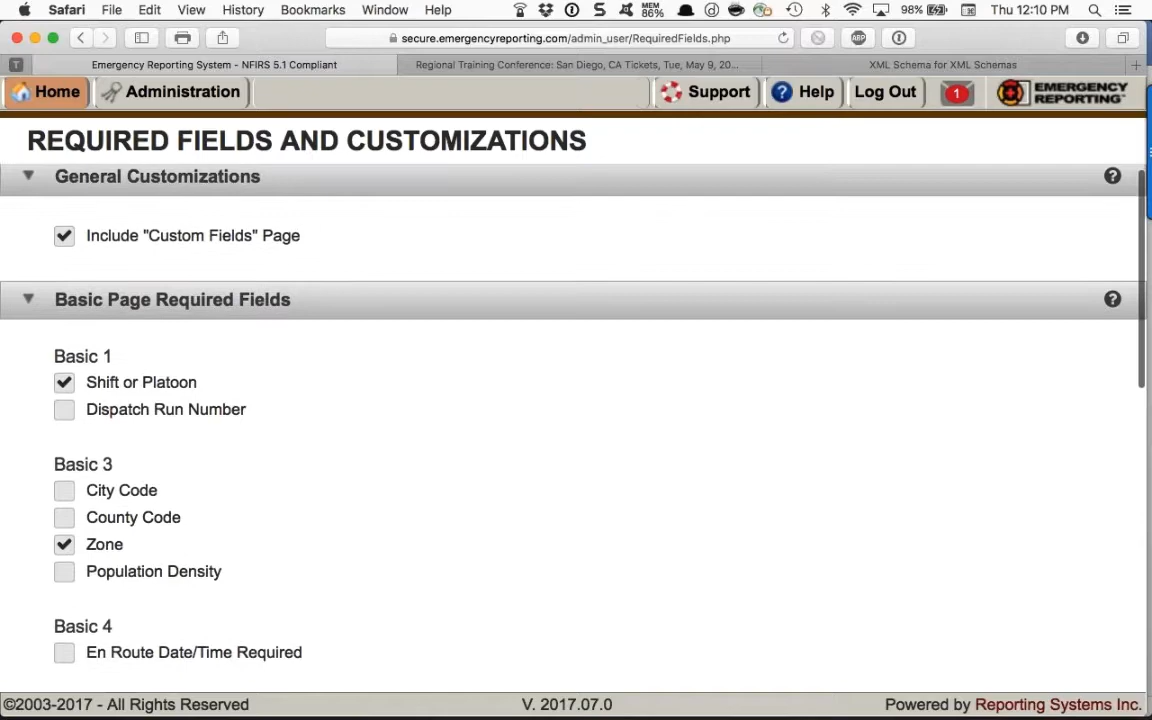 Safari File Edit View History Bookmarks Window Help MEM 86% 98% Thu 12:10 PM
secure.emergencyreporting.com/admin_user/RequiredFields.php ABP
T Emergency Reporting System - NFIRS 5.1 Compliant Regional Training Conference: San Diego, CA Tickets, Tue, May 9, 20... XML Schema for XML Schemas
Home Administration Support Help Log Out 1 EMERGENCY REPORTING
REQUIRED FIELDS AND CUSTOMIZATIONS
General Customizations
Include "Custom Fields" Page
Basic Page Required Fields
Basic 1
Shift or Platoon
Dispatch Run Number
Basic 3
City Code
County Code
Zone
Population Density
Basic 4
En Route Date/Time Required
©2003-2017 - All Rights Reserved V. 2017.07.0 Powered by Reporting Systems Inc.